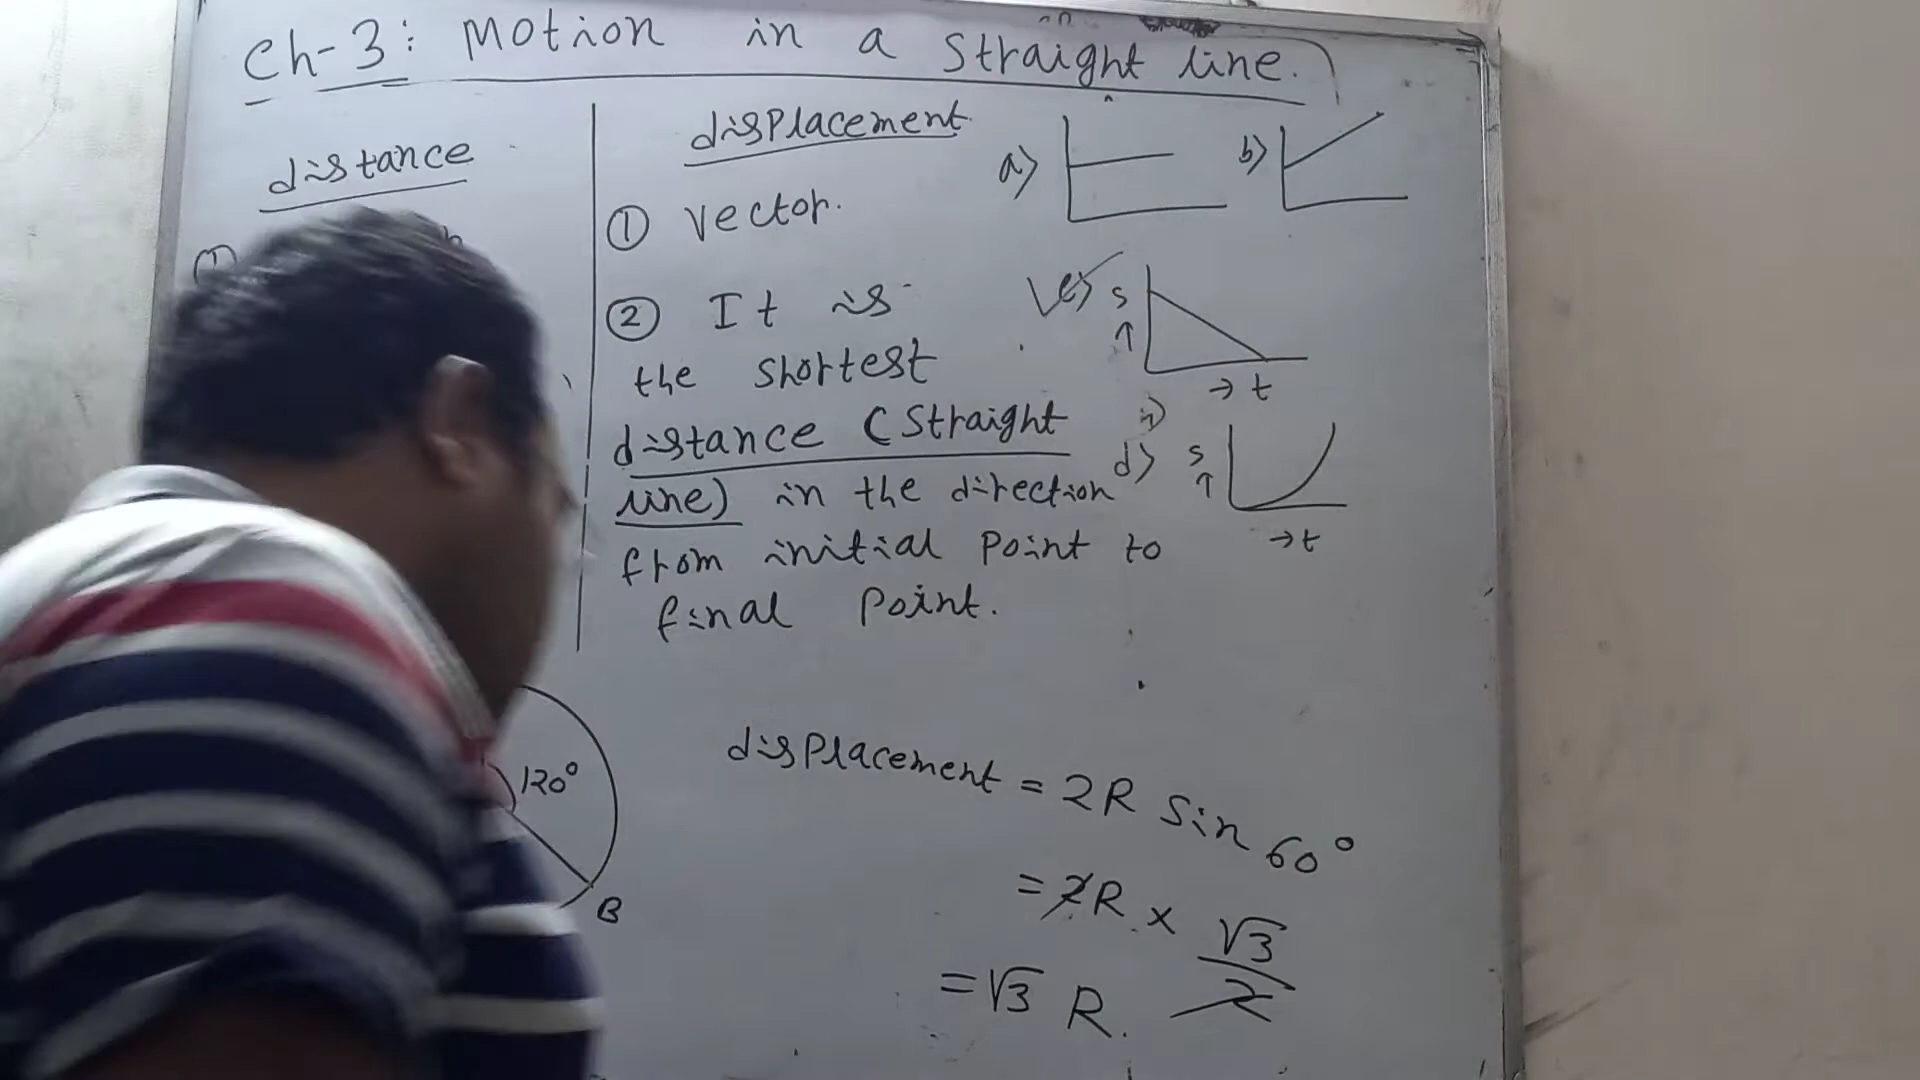 Ch-3: Motion in a Straight line.
distance
displacement
① vector.
② It is
the shortest
distance (Straight
line) in the direction
from initial point to
final point.
a)
b)
c) s
↑
→ t
d) s
↑
→ t
120°
B
displacement = 2R Sin 60°
= 2R × √3/2
= √3 R.